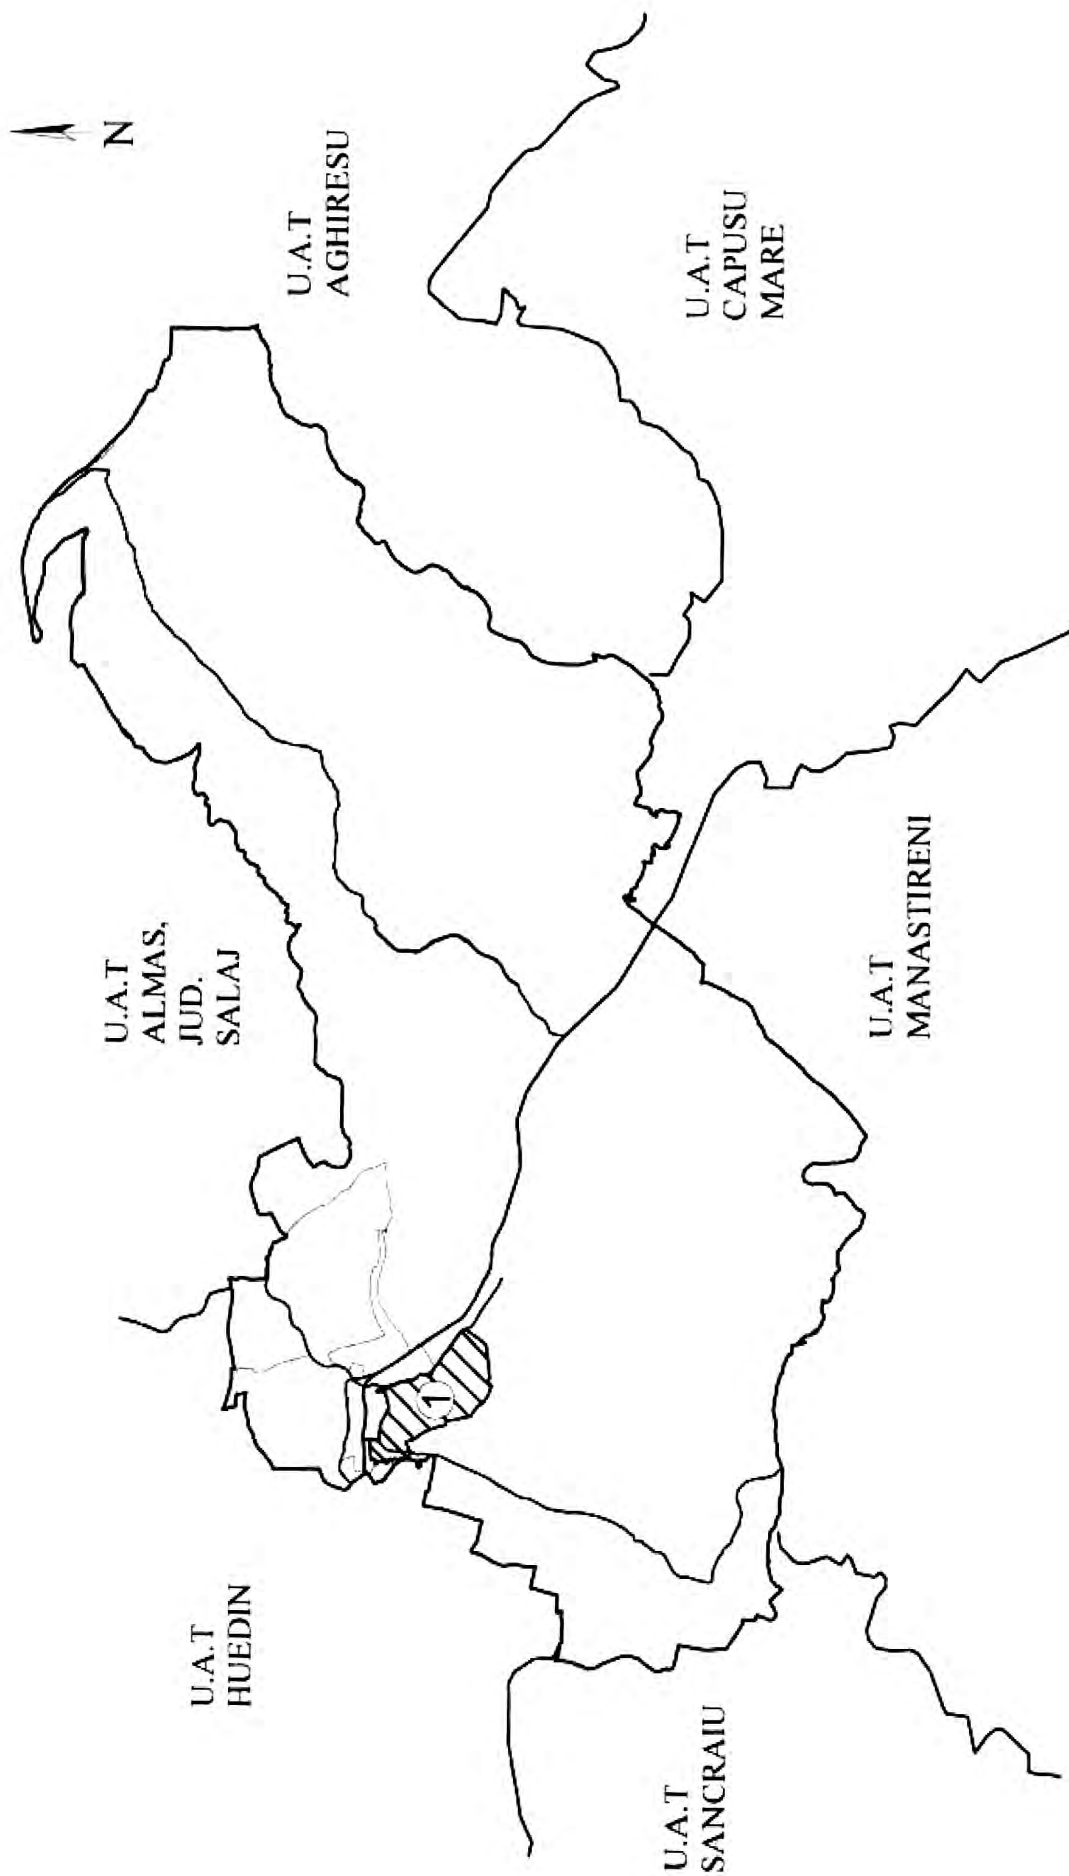 N
U.A.T
AGHIRESU
U.A.T
CAPUSU
MARE
U.A.T
ALMAS,
JUD.
SALAJ
U.A.T
MANASTIRENI
1
U.A.T
HUEDIN
U.A.T
SANCRAIU